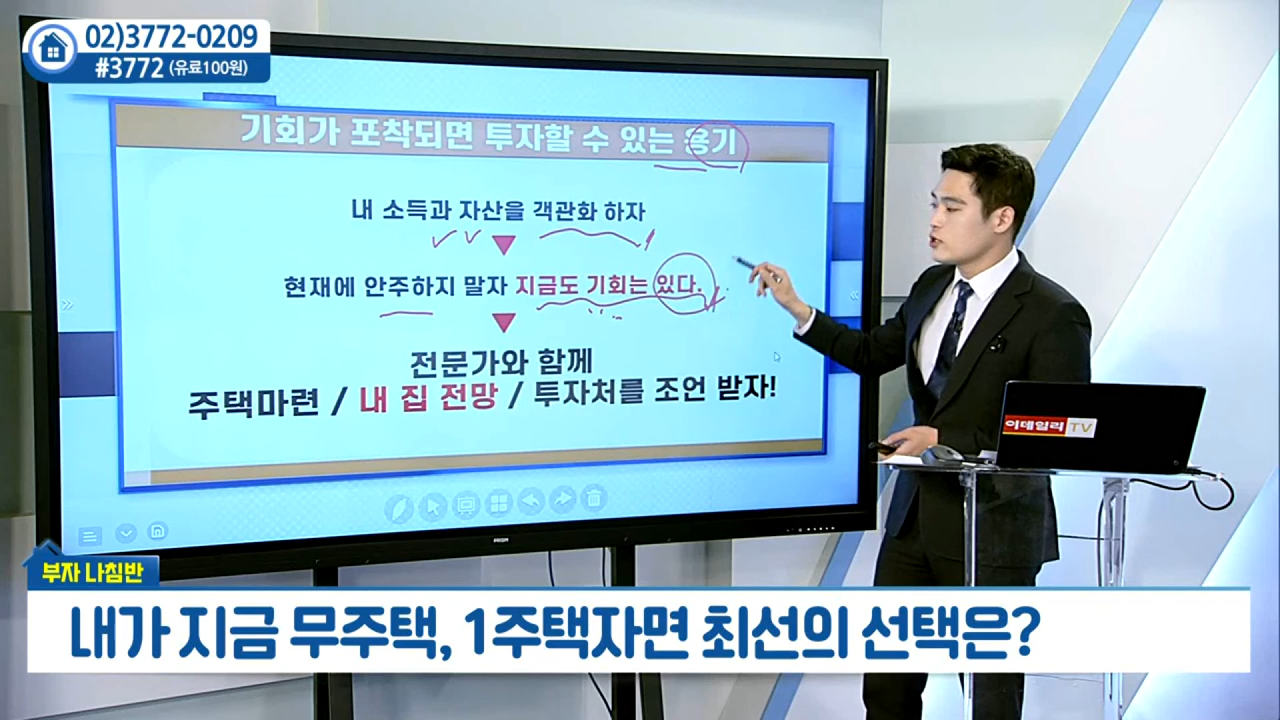 02)3772-0209
#3772 (유료100원)
기회가 포착되면 투자할 수 있는 용기
내 소득과 자산을 객관화 하자
현재에 안주하지 말자 지금도 기회는 있다.
전문가와 함께
주택마련 / 내 집 전망 / 투자처를 조언 받자!
PRISM
이데일리 TV
부자 나침반
내가 지금 무주택, 1주택자면 최선의 선택은?